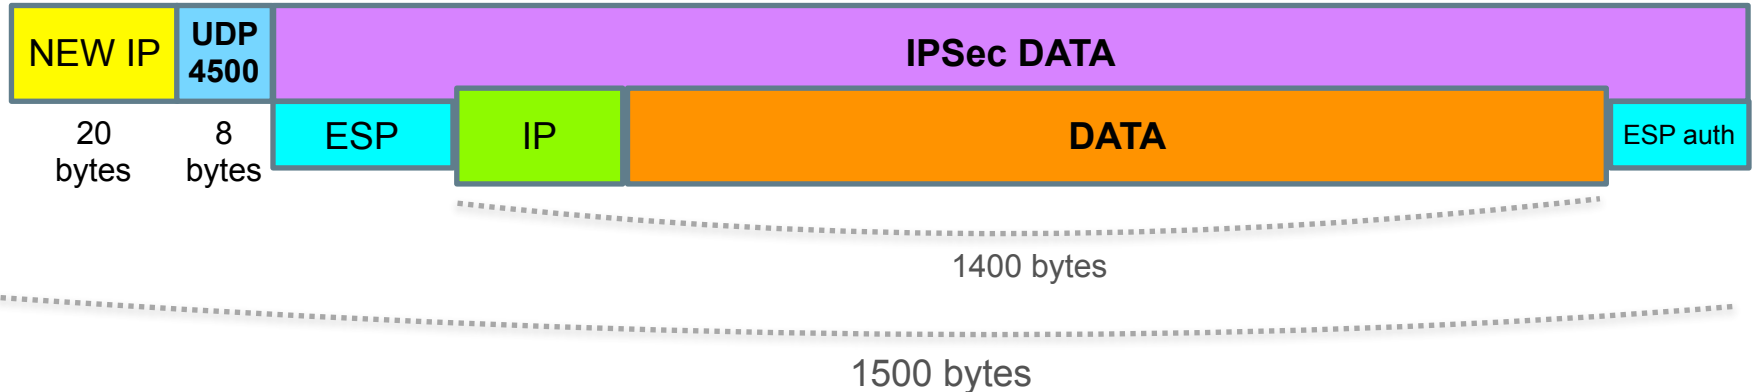 NEW IP
UDP
4500
IPSec DATA
20
bytes
8
bytes
ESP
IP
DATA
ESP auth
1400 bytes
1500 bytes